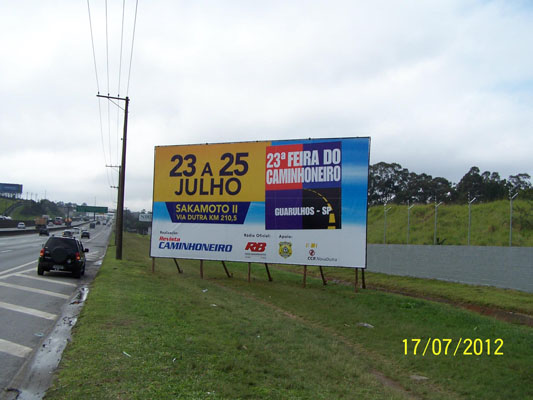 23 A 25
JULHO
SAKAMOTO II
VIA DUTRA KM 210,5
23ª FEIRA DO
CAMINHONEIRO
GUARULHOS - SP
Realização
Revista
CAMINHONEIRO
Rádio Oficial:
Apoio:
CCR NovaDutra
17/07/2012